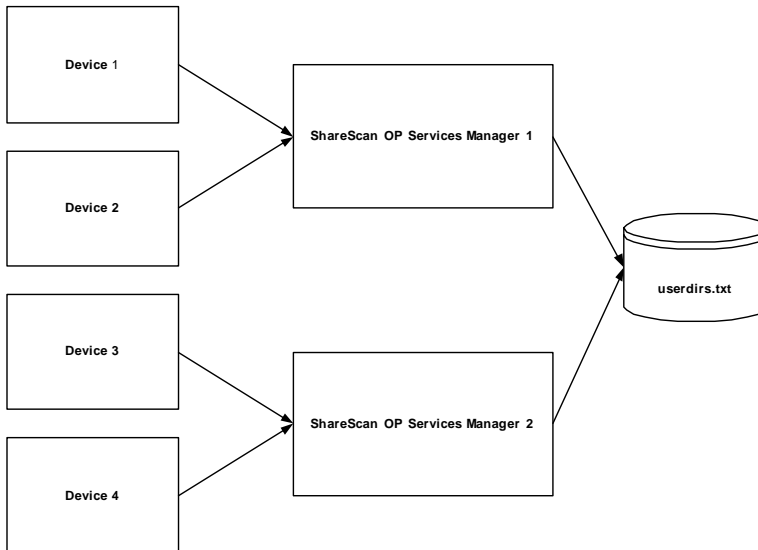 Device 1
Device 2
ShareScan OP Services Manager 1
userdirs.txt
Device 3
Device 4
ShareScan OP Services Manager 2